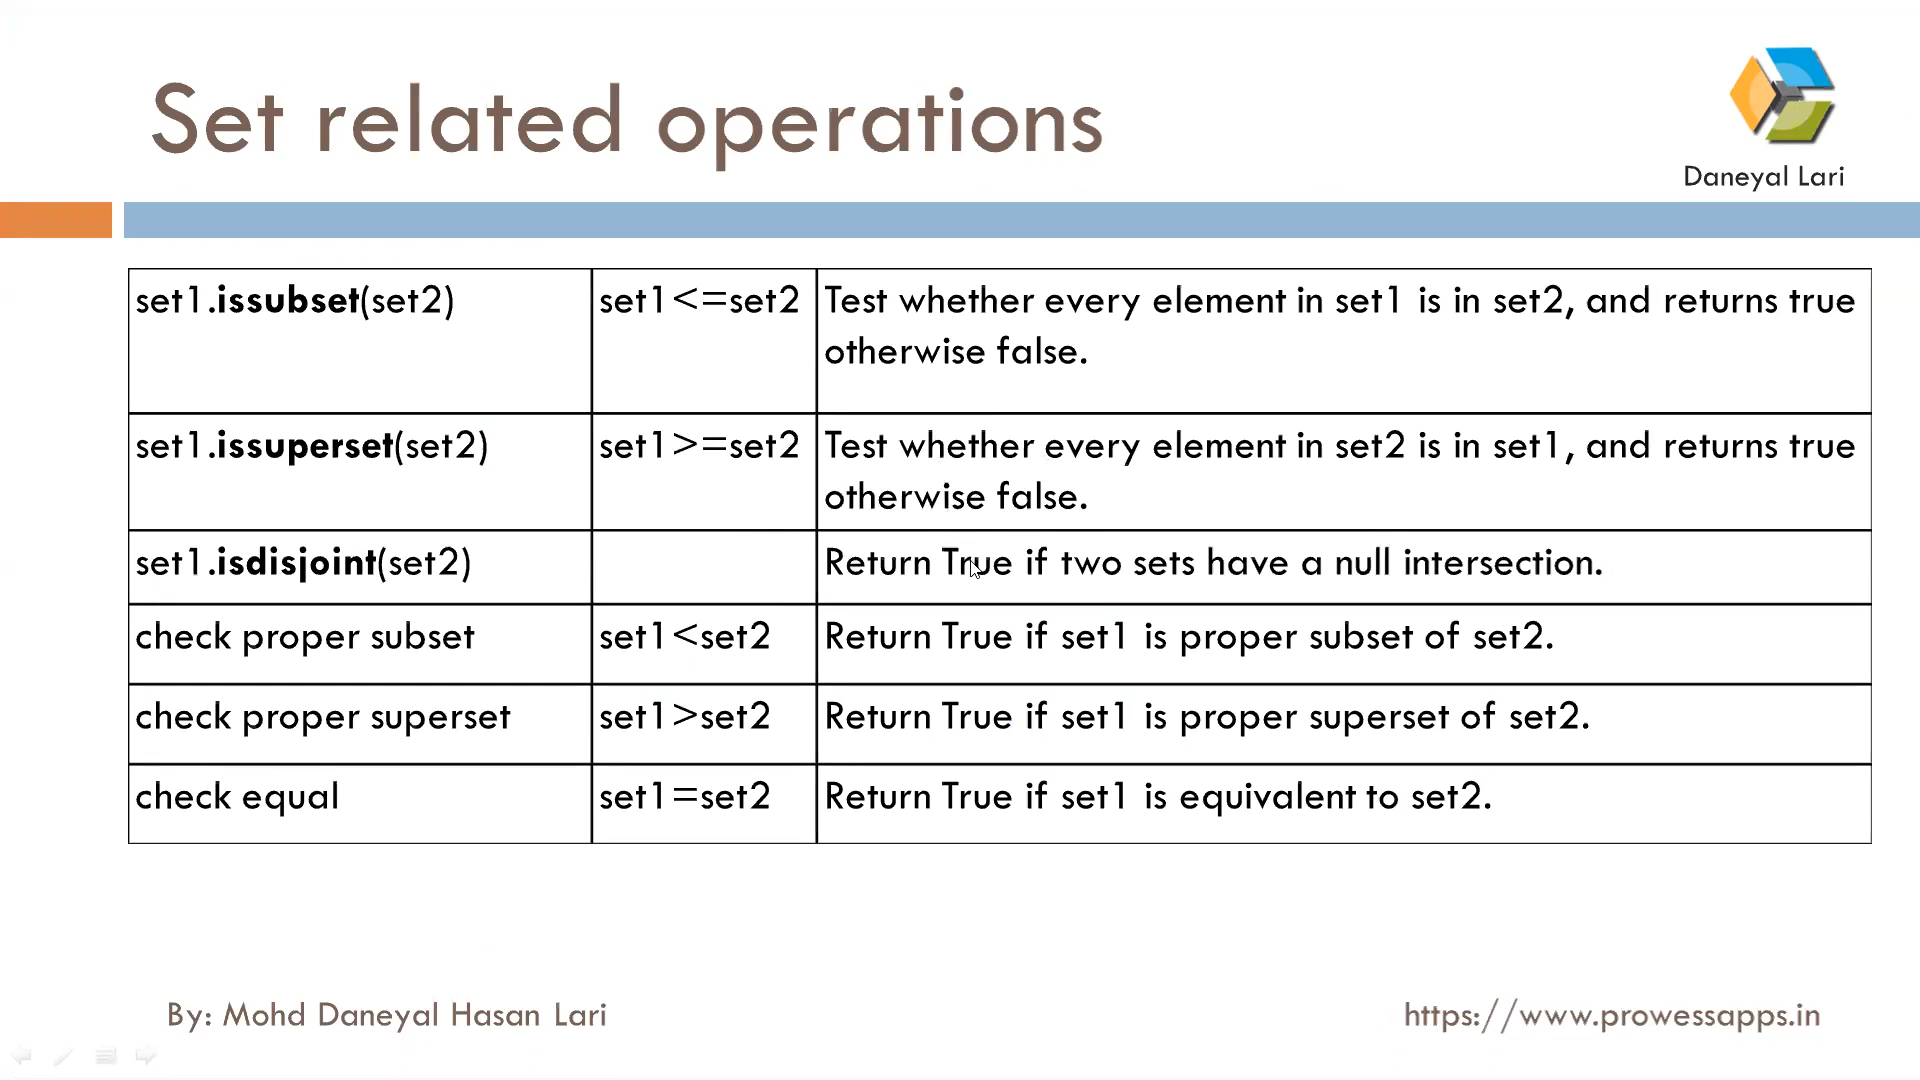 Set related operations
Daneyal Lari
set1.issubset(set2) set1<=set2 Test whether every element in set1 is in set2, and returns true
otherwise false.
set1.issuperset(set2) set1>=set2 Test whether every element in set2 is in set1, and returns true
otherwise false.
set1.isdisjoint(set2) Return True if two sets have a null intersection.
check proper subset set1<set2 Return True if set1 is proper subset of set2.
check proper superset set1>set2 Return True if set1 is proper superset of set2.
check equal set1=set2 Return True if set1 is equivalent to set2.
By: Mohd Daneyal Hasan Lari https://www.prowessapps.in